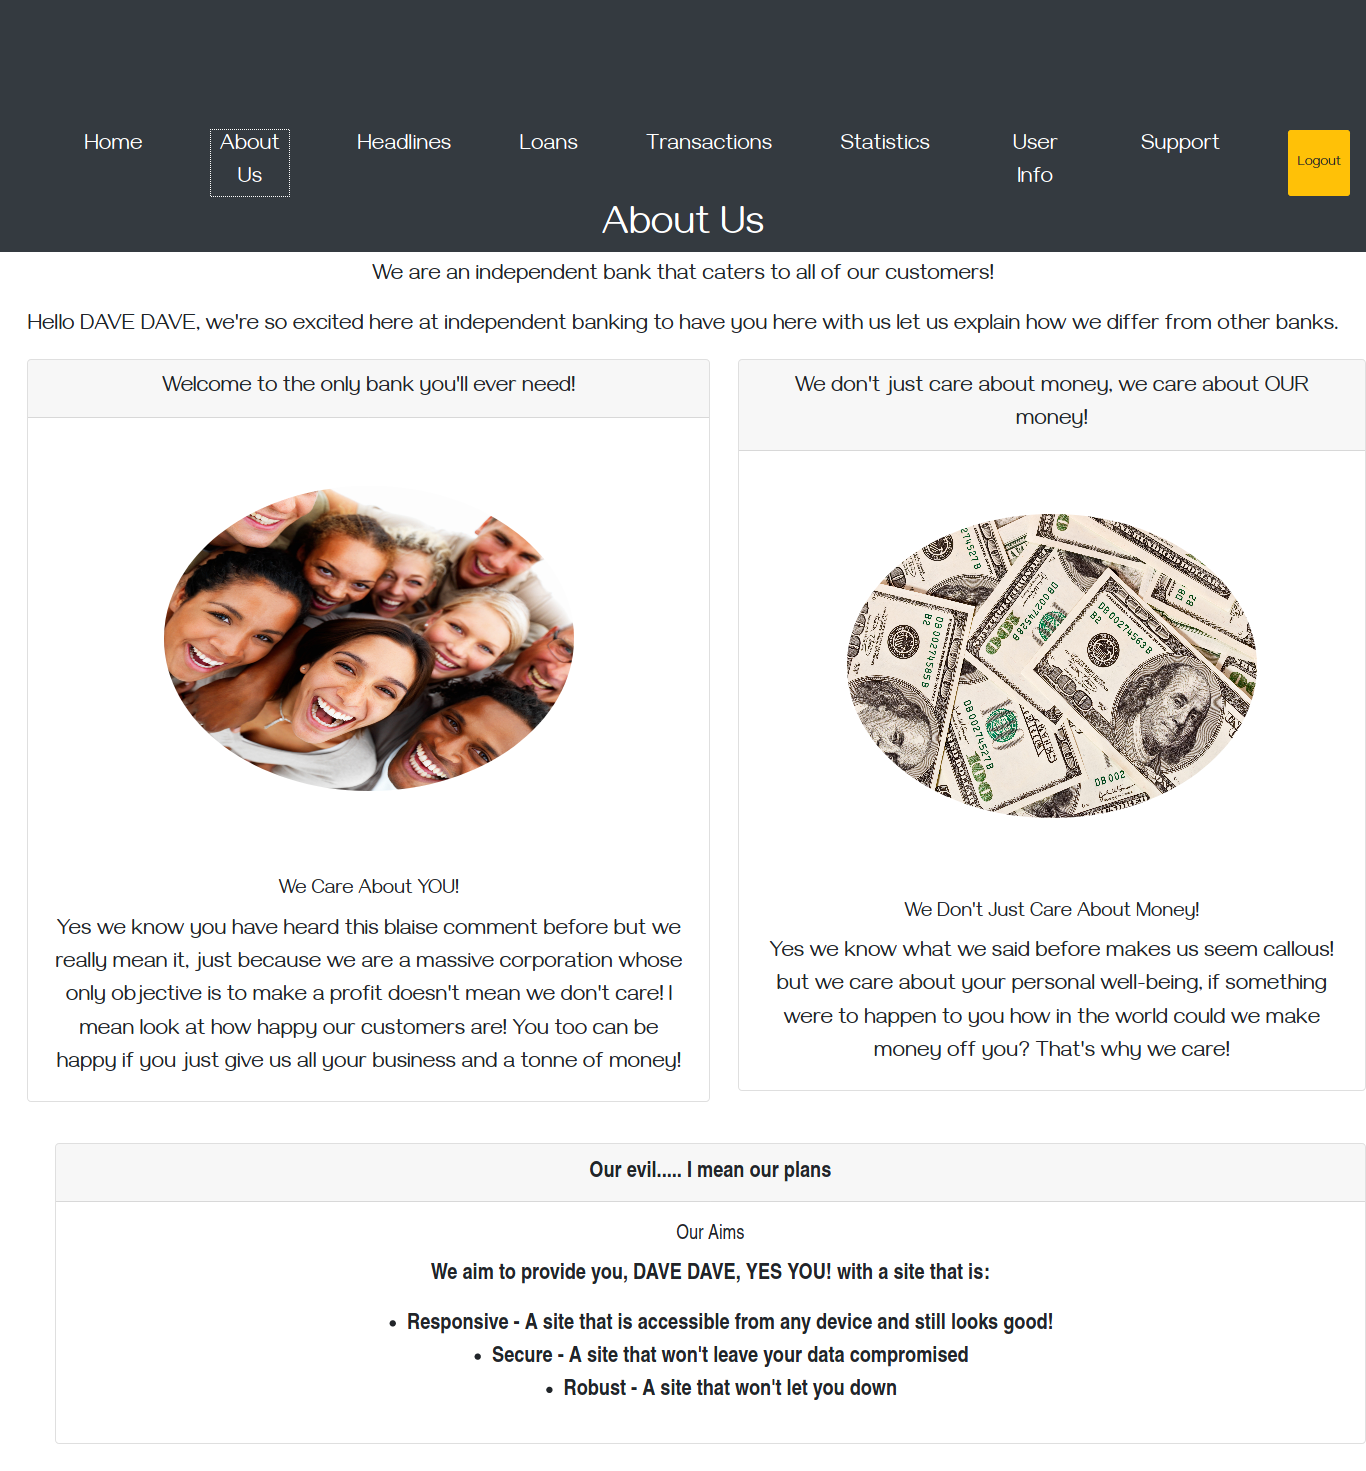 Home
About
Us
Headlines
Loans
Transactions
Statistics
User
Info
Support
Logout
About Us
We are an independent bank that caters to all of our customers!
Hello DAVE DAVE, we're so excited here at independent banking to have you here with us let us explain how we differ from other banks.
Welcome to the only bank you'll ever need!
We Care About YOU!
Yes we know you have heard this blaise comment before but we
really mean it, just because we are a massive corporation whose
only objective is to make a profit doesn't mean we don't care! I
mean look at how happy our customers are! You too can be
happy if you just give us all your business and a tonne of money!
We don't just care about money, we care about OUR
money!
DB 002
We Don't Just Care About Money!
Yes we know what we said before makes us seem callous!
but we care about your personal well-being, if something
were to happen to you how in the world could we make
money off you? That's why we care!
Our evil..... I mean our plans
Our Aims
We aim to provide you, DAVE DAVE, YES YOU! with a site that is:
• Responsive - A site that is accessible from any device and still looks good!
• Secure - A site that won't leave your data compromised
• Robust - A site that won't let you down